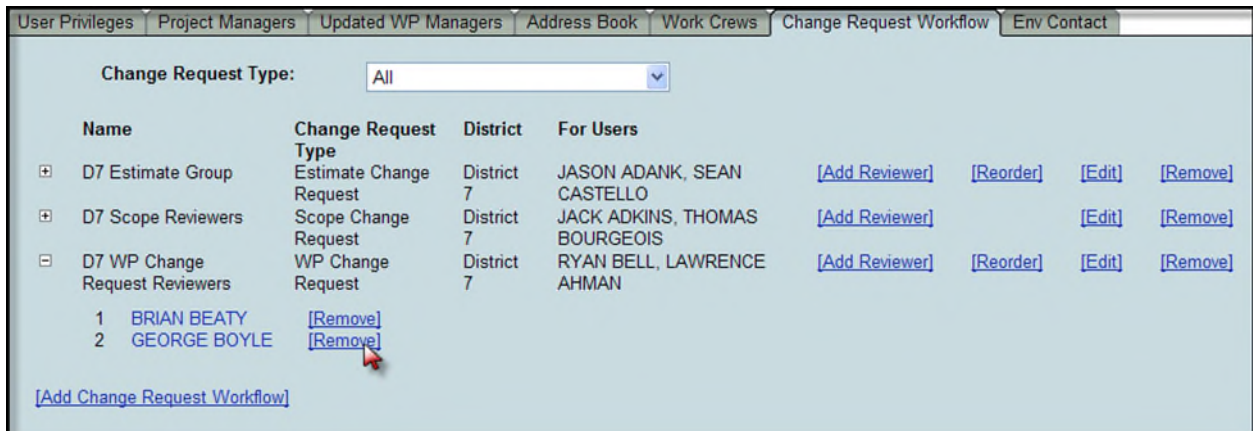 User Privileges Project Managers Updated WP Managers Address Book Work Crews Change Request Workflow Env Contact
Change Request Type: All
Name Change Request Type District For Users
D7 Estimate Group Estimate Change Request District 7 JASON ADANK, SEAN CASTELLO [Add Reviewer] [Reorder] [Edit] [Remove]
D7 Scope Reviewers Scope Change Request District 7 JACK ADKINS, THOMAS BOURGEOIS [Add Reviewer] [Edit] [Remove]
D7 WP Change Request Reviewers WP Change Request District 7 RYAN BELL, LAWRENCE AHMAN [Add Reviewer] [Reorder] [Edit] [Remove]
1 BRIAN BEATY [Remove]
2 GEORGE BOYLE [Remove]
[Add Change Request Workflow]